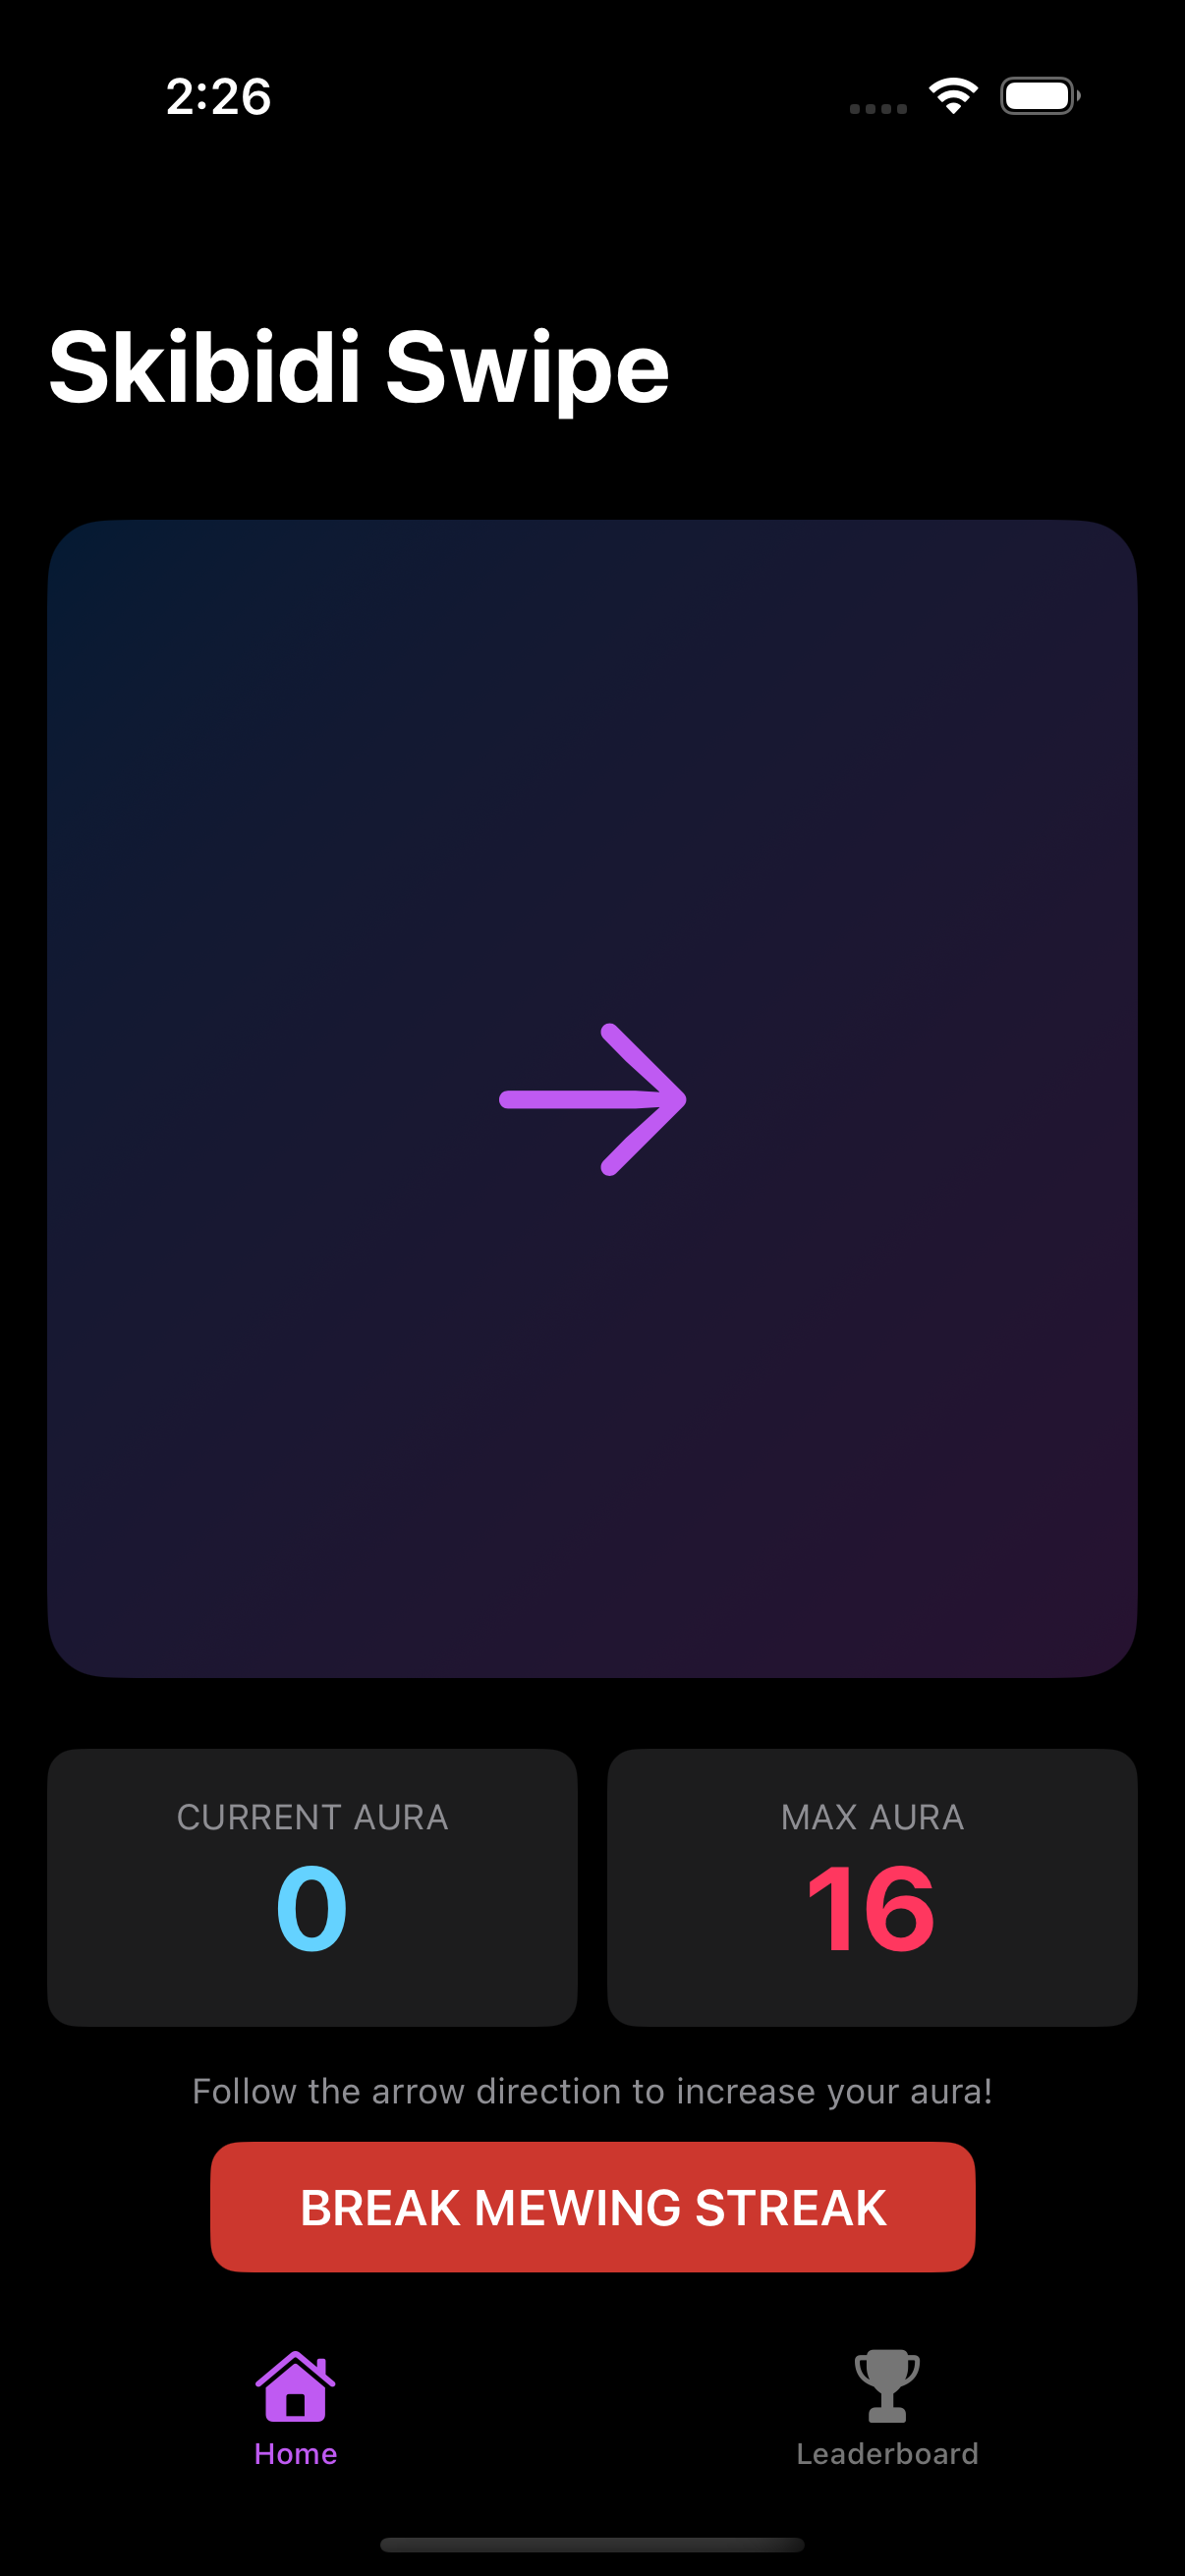 2:26
Skibidi Swipe
CURRENT AURA
0
MAX AURA
16
Follow the arrow direction to increase your aura!
BREAK MEWING STREAK
Home
Leaderboard